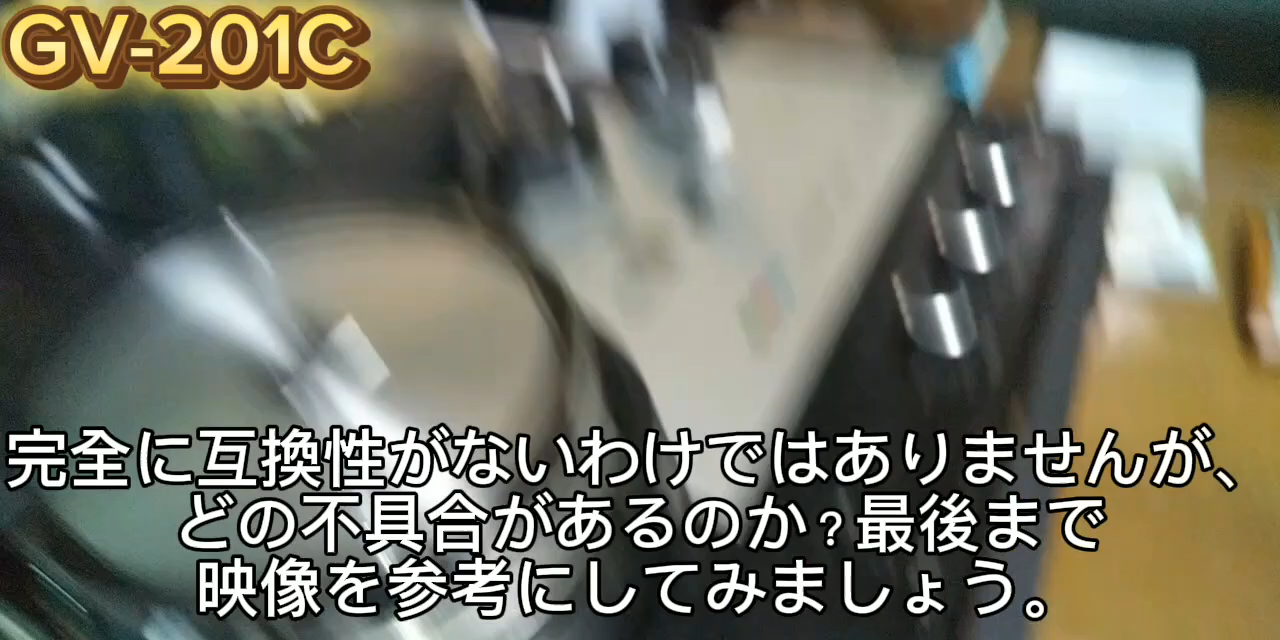 GV-201C
完全に互換性がないわけではありませんが、
どの不具合があるのか？最後まで
映像を参考にしてみましょう。